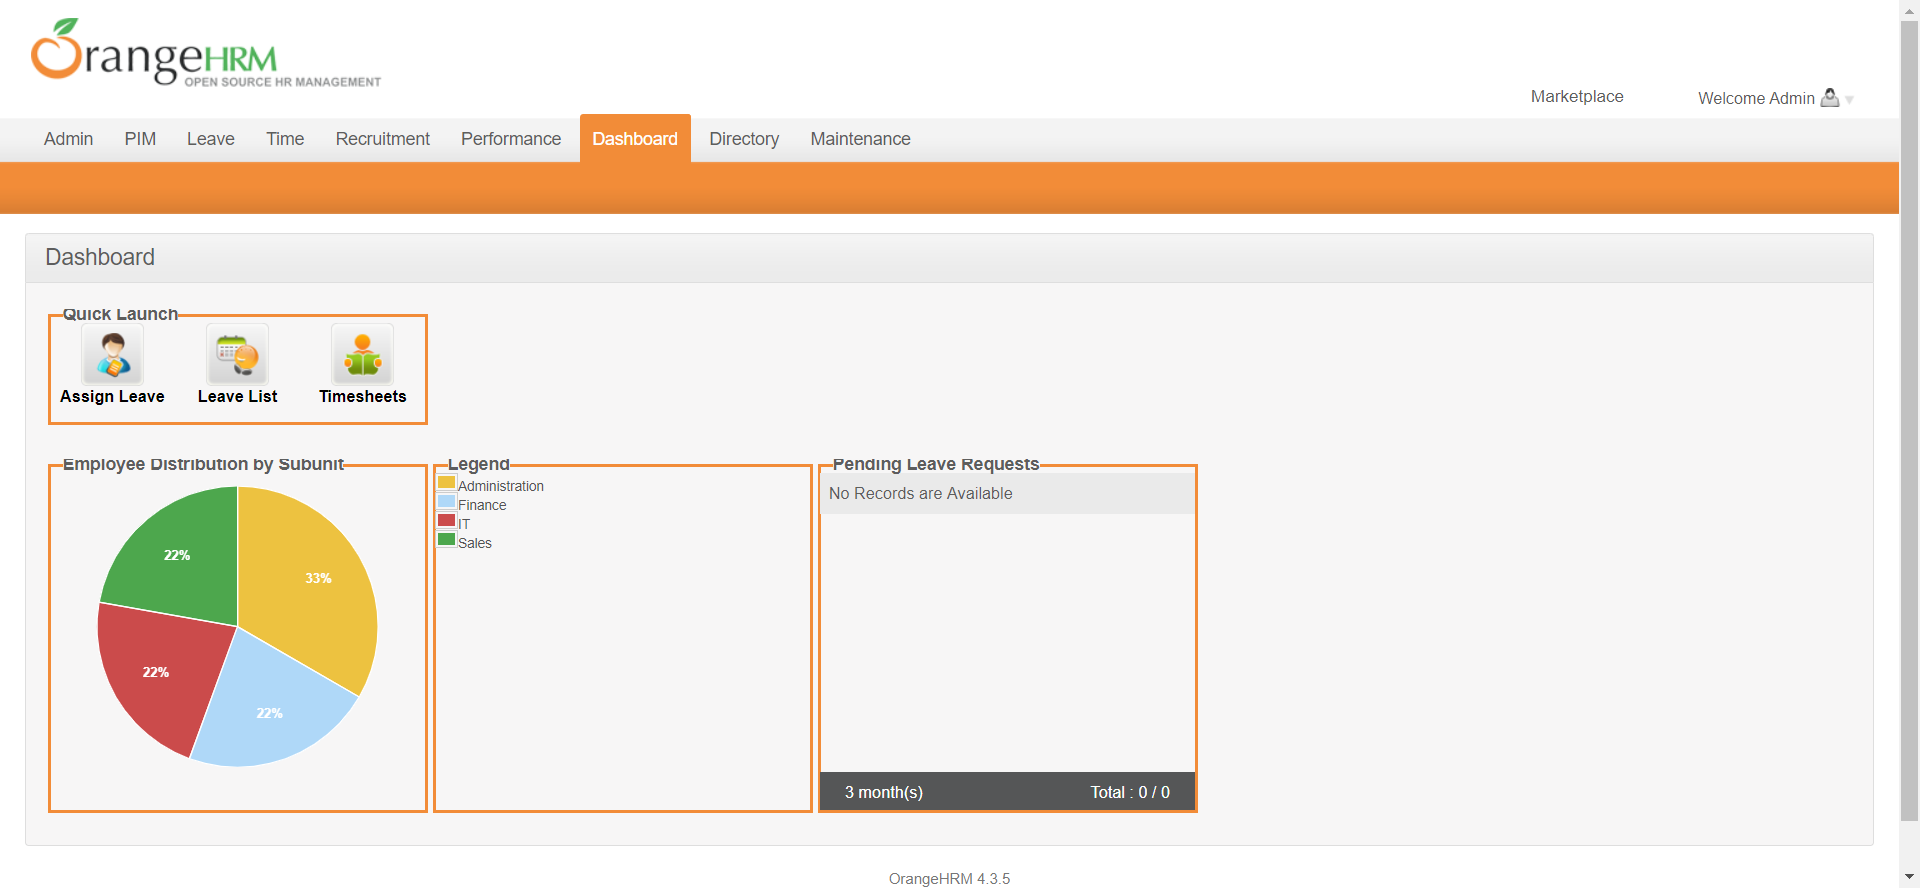 OrangeHRM
OPEN SOURCE HR MANAGEMENT
Marketplace
Welcome Admin
Admin PIM Leave Time Recruitment Performance Dashboard Directory Maintenance
Dashboard
Quick Launch
Assign Leave Leave List Timesheets
Employee Distribution by Subunit
22%
33%
22%
22%
Legend
Administration
Finance
IT
Sales
Pending Leave Requests
No Records are Available
3 month(s) Total : 0 / 0
OrangeHRM 4.3.5